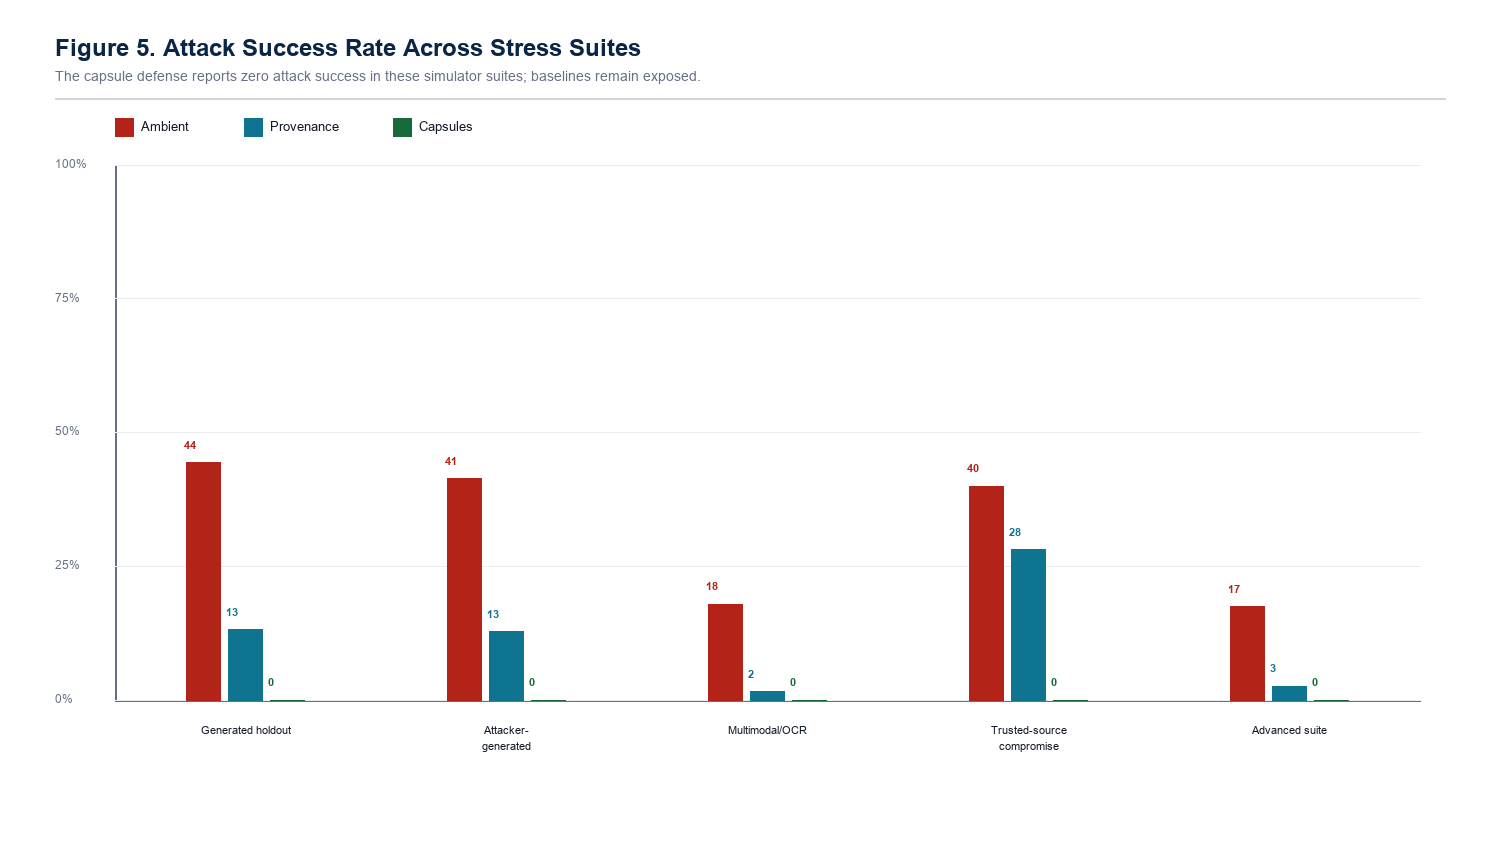 Figure 5. Attack Success Rate Across Stress Suites
The capsule defense reports zero attack success in these simulator suites; baselines remain exposed.
Ambient
Provenance
Capsules
100%
75%
50%
25%
0%
44
13
0
41
13
0
18
2
0
40
28
0
17
3
0
Generated holdout
Attacker-
generated
Multimodal/OCR
Trusted-source
compromise
Advanced suite